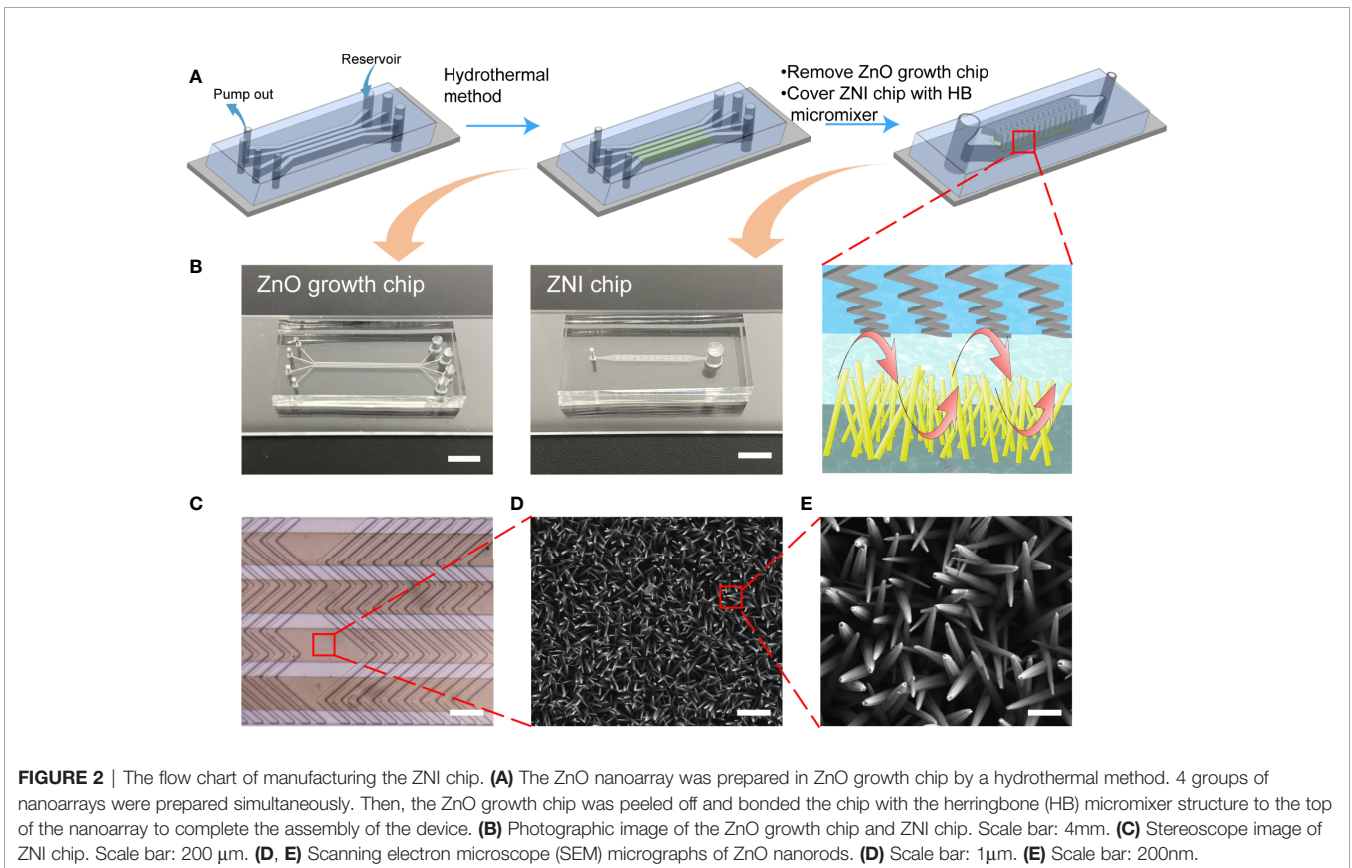 A
Reservoir
Pump out
Hydrothermal
method
•Remove ZnO growth chip
•Cover ZNI chip with HB
micromixer
B
ZnO growth chip
ZNI chip
C
D
E
FIGURE 2 | The flow chart of manufacturing the ZNI chip. (A) The ZnO nanoarray was prepared in ZnO growth chip by a hydrothermal method. 4 groups of
nanoarrays were prepared simultaneously. Then, the ZnO growth chip was peeled off and bonded the chip with the herringbone (HB) micromixer structure to the top
of the nanoarray to complete the assembly of the device. (B) Photographic image of the ZnO growth chip and ZNI chip. Scale bar: 4mm. (C) Stereoscope image of
ZNI chip. Scale bar: 200 μm. (D, E) Scanning electron microscope (SEM) micrographs of ZnO nanorods. (D) Scale bar: 1μm. (E) Scale bar: 200nm.